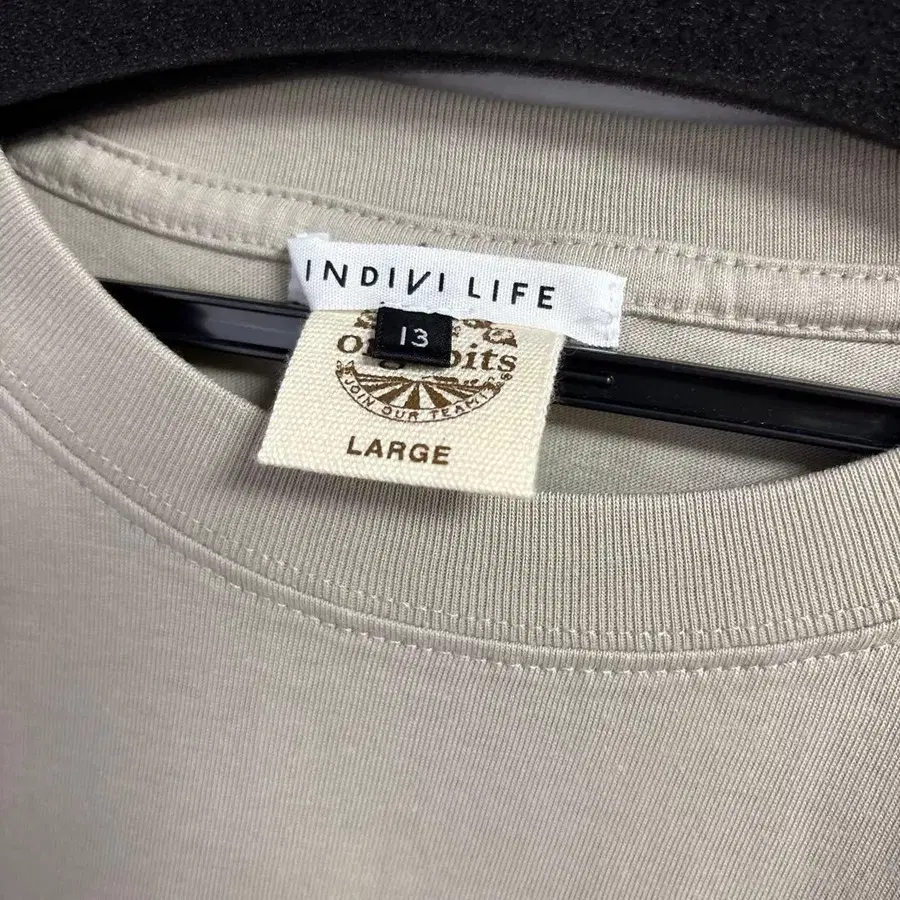 INDIVI LIFE
13
JOIN OUR TEAM!
LARGE